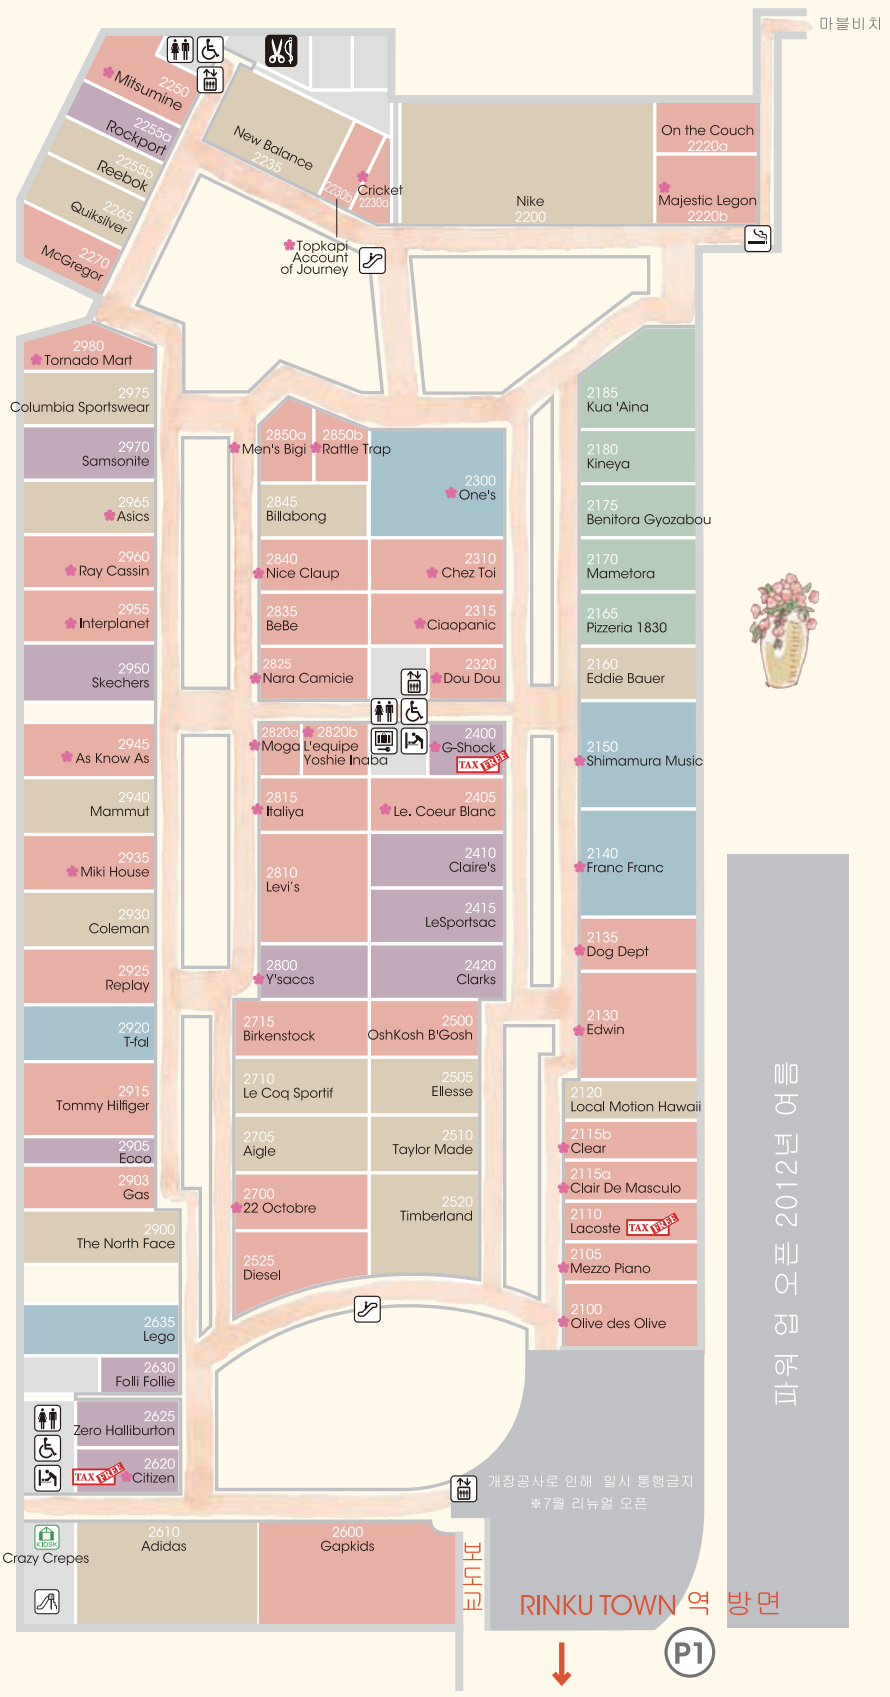 마블비치
2250
Mitsumine
2255a
Rockport
2255b
Reebok
2265
Quiksilver
2270
McGregor
New Balance
2235
2230b
Cricket
2230a
Topkapi
Account
of Journey
Nike
2200
On the Couch
2220a
Majestic Legon
2220b
2980
Tornado Mart
2975
Columbia Sportswear
2970
Samsonite
2965
Asics
2960
Ray Cassin
2955
Interplanet
2950
Skechers
2945
As Know As
2940
Mammut
2935
Miki House
2930
Coleman
2925
Replay
2920
T-fal
2915
Tommy Hilfiger
2905
Ecco
2903
Gas
2900
The North Face
2635
Lego
2630
Folli Follie
2625
Zero Halliburton
2620
TAX FREE
Citizen
2850a
Men's Bigi
2850b
Rattle Trap
2845
Billabong
2840
Nice Claup
2835
BeBe
2825
Nara Camicie
2820a
Moga
2820b
L'equipe
Yoshie Inaba
2815
Italiya
2810
Levi's
2800
Y'saccs
2715
Birkenstock
2710
Le Coq Sportif
2705
Aigle
2700
22 Octobre
2525
Diesel
2300
One's
2310
Chez Toi
2315
Ciaopanic
2320
Dou Dou
2400
G-Shock
TAX FREE
2405
Le. Coeur Blanc
2410
Claire's
2415
LeSportsac
2420
Clarks
2500
OshKosh B'Gosh
2505
Ellesse
2510
Taylor Made
2520
Timberland
2185
Kua 'Aina
2180
Kineya
2175
Benitora Gyozabou
2170
Mametora
2165
Pizzeria 1830
2160
Eddie Bauer
2150
Shimamura Music
2140
Franc Franc
2135
Dog Dept
2130
Edwin
2120
Local Motion Hawaii
2115b
Clear
2115a
Clair De Masculo
2110
Lacoste
TAX FREE
2105
Mezzo Piano
2100
Olive des Olive
파워 업 오픈 2012년 여름
개장공사로 인해 일시 통행금지
※7월 리뉴얼 오픈
KIOSK
Crazy Crepes
2610
Adidas
2600
Gapkids
파도도교
RINKU TOWN 역 방면
P1